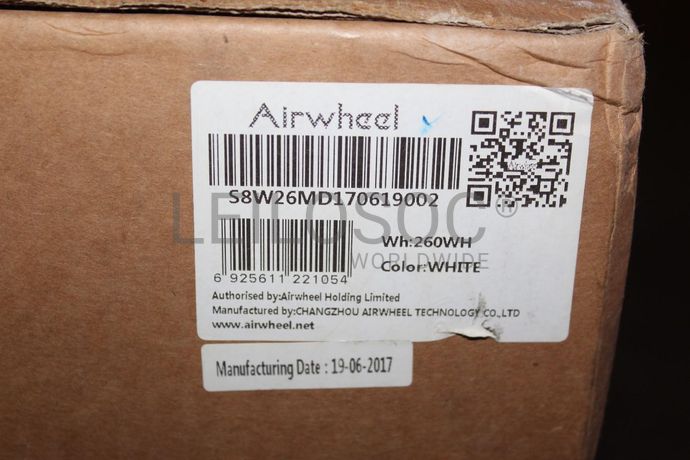 Airwheel
S8W26MD170619002
LEILOSOC®
WORLDWIDE
Wh:260WH
Color:WHITE
6 925611 221054
Authorised by:Airwheel Holding Limited
Manufactured by:CHANGZHOU AIRWHEEL TECHNOLOGY CO.,LTD
www.airwheel.net
Manufacturing Date : 19-06-2017